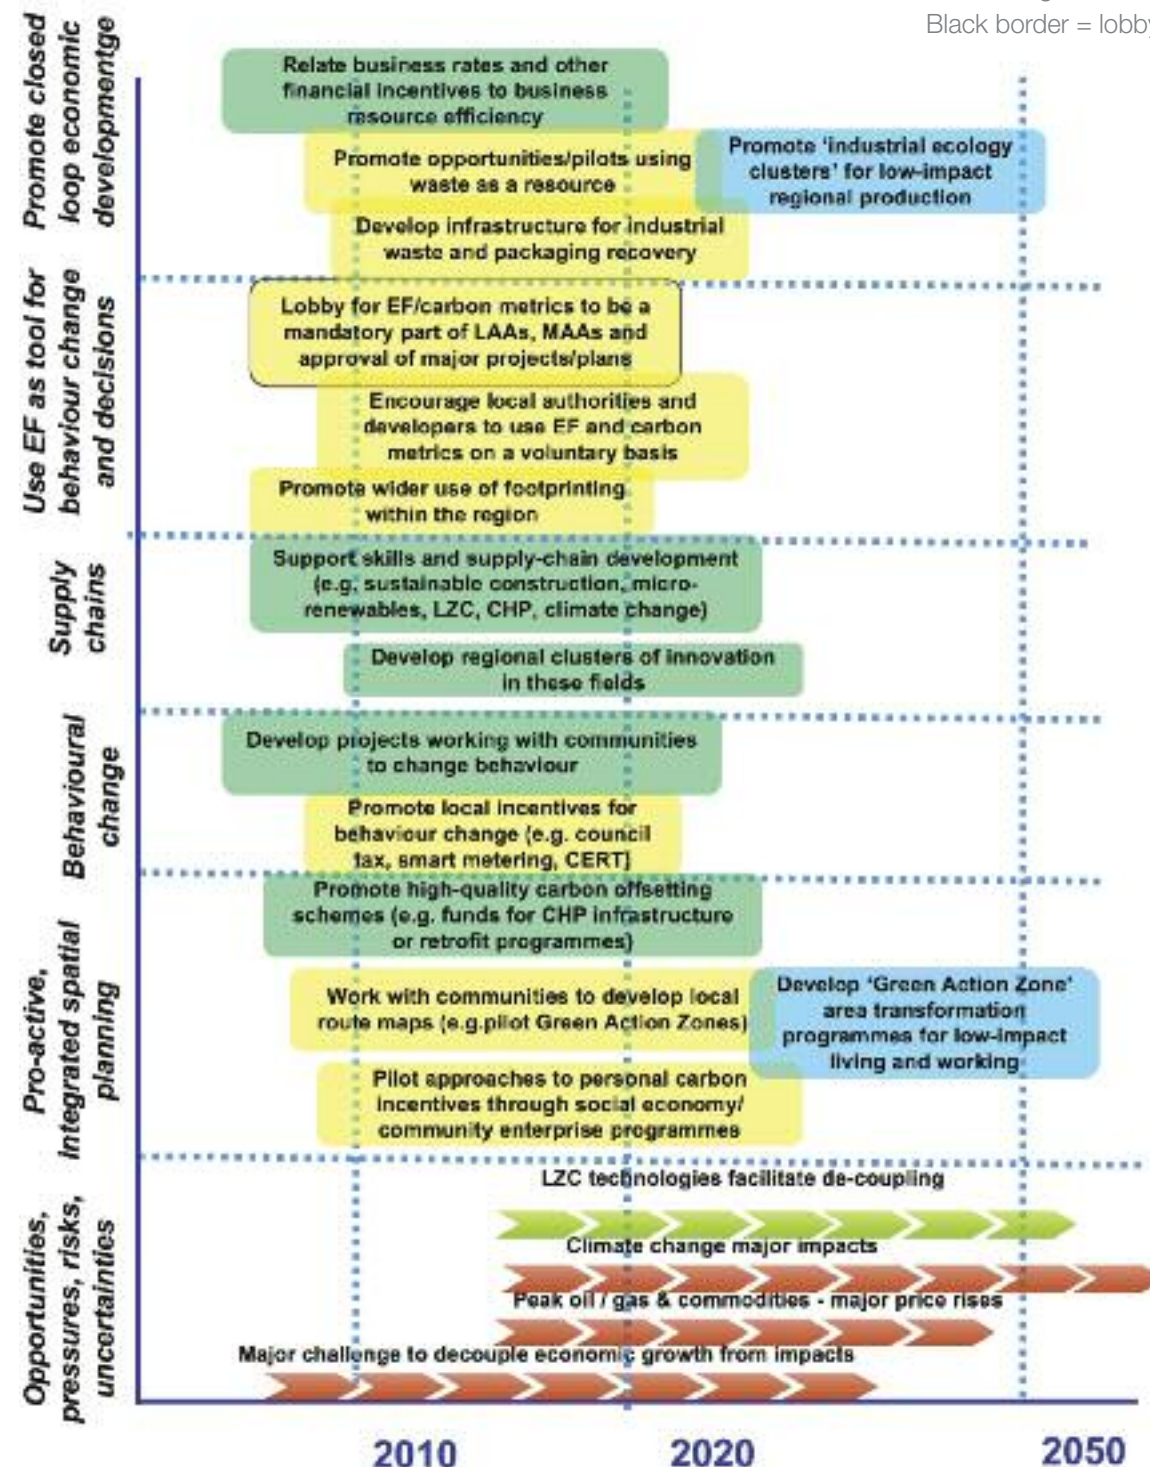 Black border = lobby
Promote closed
loop economic
developmentge
Relate business rates and other
financial incentives to business
resource efficiency
Promote opportunities/pilots using
waste as a resource
Promote ‘industrial ecology
clusters’ for low-impact
regional production
Develop infrastructure for industrial
waste and packaging recovery
Use EF as tool for
behaviour change
and decisions
Lobby for EF/carbon metrics to be a
mandatory part of LAAs, MAAs and
approval of major projects/plans
Encourage local authorities and
developers to use EF and carbon
metrics on a voluntary basis
Promote wider use of footprinting
within the region
Supply
chains
Support skills and supply-chain development
(e.g. sustainable construction, micro-
renewables, LZC, CHP, climate change)
Develop regional clusters of innovation
in these fields
Behavioural
change
Develop projects working with communities
to change behaviour
Promote local incentives for
behaviour change (e.g. council
tax, smart metering, CERT)
Pro-active,
integrated spatial
planning
Promote high-quality carbon offsetting
schemes (e.g. funds for CHP infrastructure
or retrofit programmes)
Work with communities to develop local
route maps (e.g.pilot Green Action Zones)
Develop ‘Green Action Zone’
area transformation
programmes for low-impact
living and working
Pilot approaches to personal carbon
incentives through social economy/
community enterprise programmes
Opportunities,
pressures, risks,
uncertainties
LZC technologies facilitate de-coupling
Climate change major impacts
Peak oil / gas & commodities - major price rises
Major challenge to decouple economic growth from impacts
2010
2020
2050